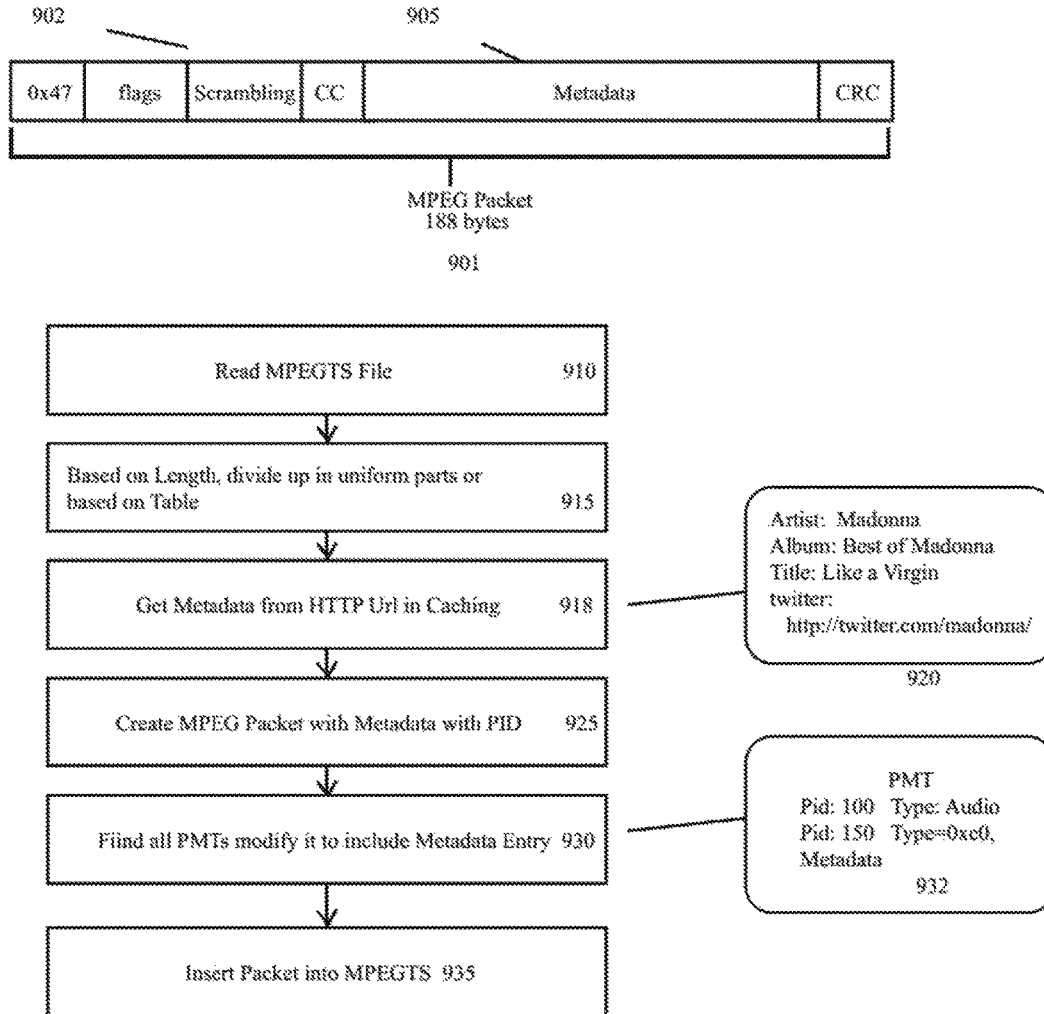 902 905
0x47 flags Scrambling CC Metadata CRC
MPEG Packet
188 bytes
901
Read MPEGTS File 910
Based on Length, divide up in uniform parts or
based on Table 915
Get Metadata from HTTP Url in Caching 918
Artist: Madonna
Album: Best of Madonna
Title: Like a Virgin
twitter:
http://twitter.com/madonna/
920
Create MPEG Packet with Metadata with PID 925
Fiind all PMTs modify it to include Metadata Entry 930
PMT
Pid: 100 Type: Audio
Pid: 150 Type=0xc0,
Metadata
932
Insert Packet into MPEGTS 935